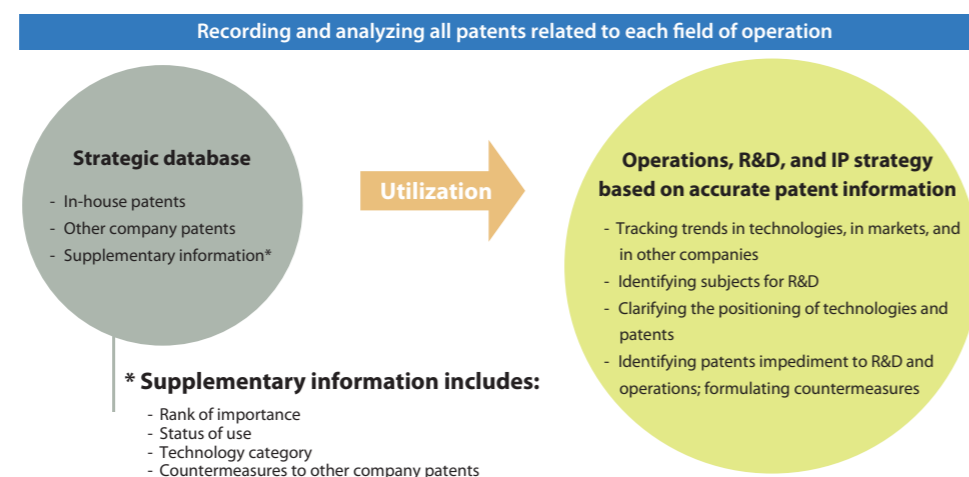 Recording and analyzing all patents related to each field of operation
Strategic database
- In-house patents
- Other company patents
- Supplementary information*
Utilization
Operations, R&D, and IP strategy
based on accurate patent information
- Tracking trends in technologies, in markets, and
in other companies
- Identifying subjects for R&D
- Clarifying the positioning of technologies and
patents
- Identifying patents impediment to R&D and
operations; formulating countermeasures
* Supplementary information includes:
- Rank of importance
- Status of use
- Technology category
- Countermeasures to other company patents